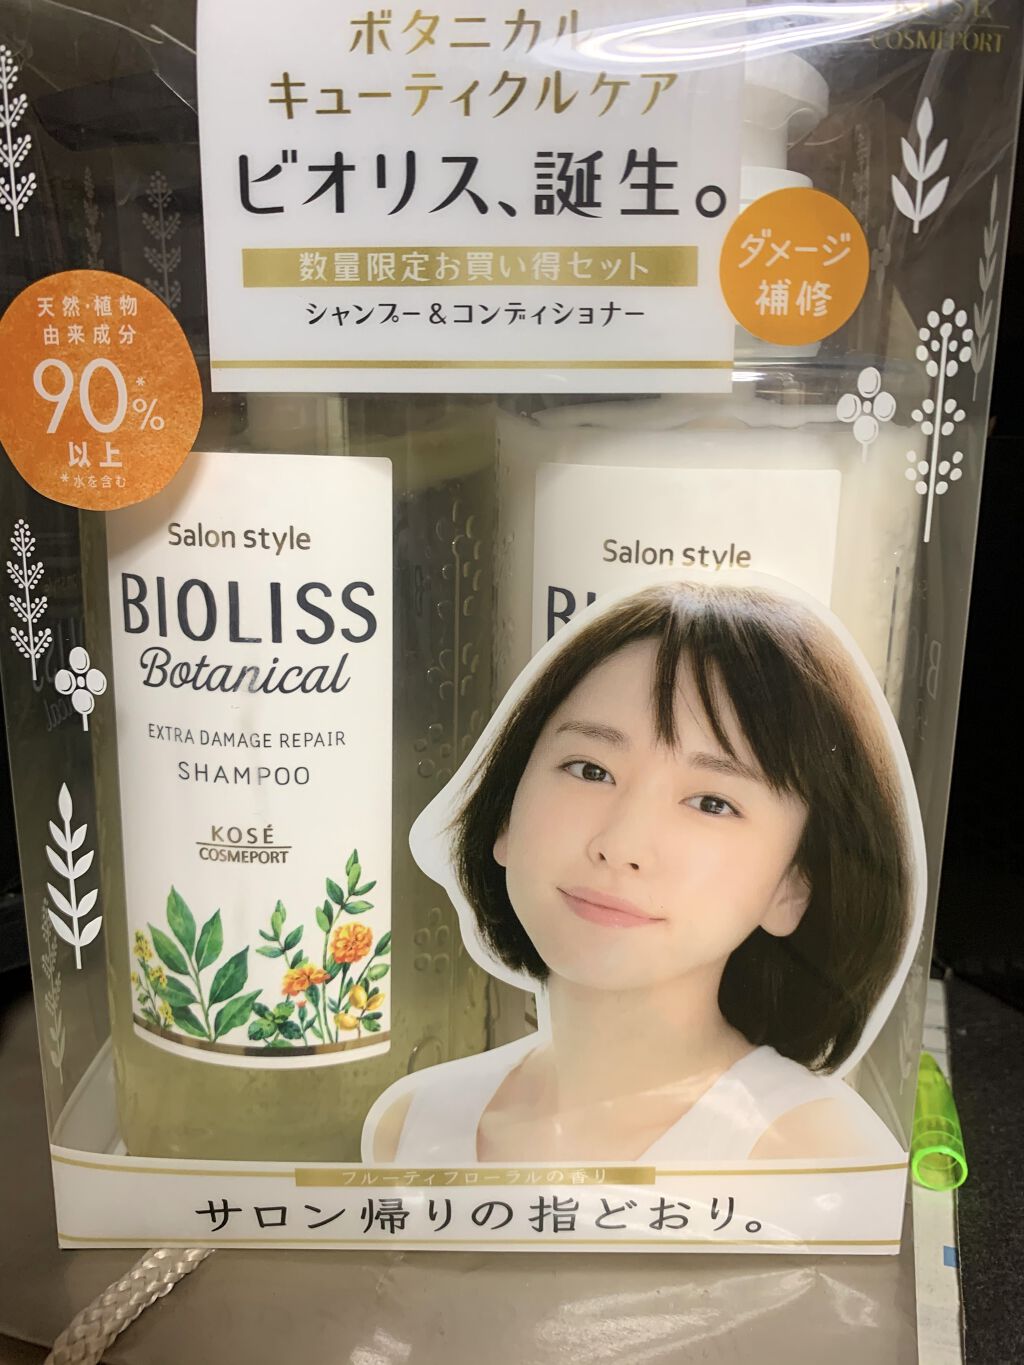 KOSÉ
COSMEPORT
ボタニカル
キューティクルケア
ビオリス、誕生。
数量限定お買い得セット
シャンプー＆コンディショナー
ダメージ
補修
天然・植物
由来成分
90%*
以上
*水を含む
Salon style
BIOLISS
Botanical
EXTRA DAMAGE REPAIR
SHAMPOO
KOSÉ
COSMEPORT
Salon style
フルーティフローラルの香り
サロン帰りの指どおり。